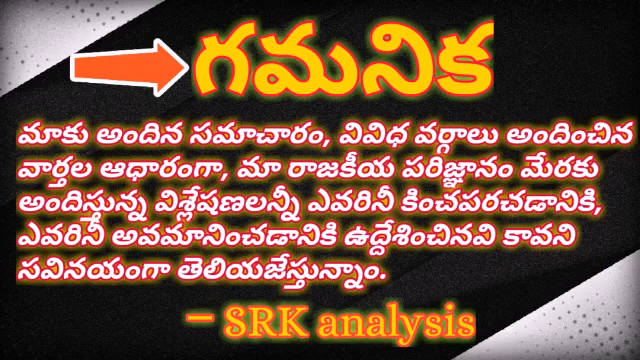 గమనిక
మాకు అందిన సమాచారం, వివిధ వర్గాలు అందించిన
వార్తల ఆధారంగా, మా రాజకీయ పరిజ్ఞానం మేరకు
అందిస్తున్న విశ్లేషణలన్నీ ఎవరినీ కించపరచడానికి,
ఎవరినీ అవమానించడానికి ఉద్దేశించినవి కావని
సవినయంగా తెలియజేస్తున్నాం.
- SRK analysis